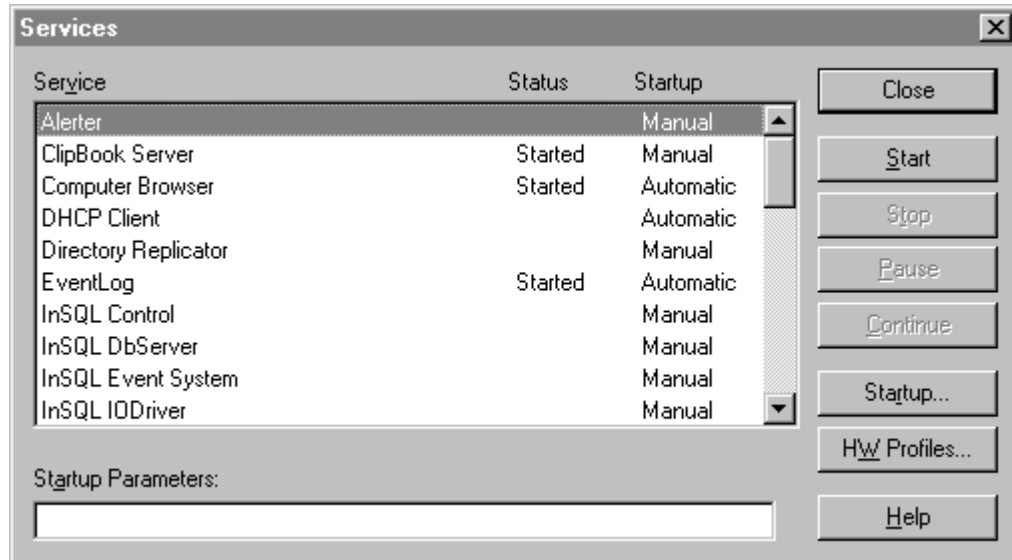 Services
Service Status Startup
Alerter Manual
ClipBook Server Started Manual
Computer Browser Started Automatic
DHCP Client Automatic
Directory Replicator Manual
EventLog Started Automatic
InSQL Control Manual
InSQL DbServer Manual
InSQL Event System Manual
InSQL IODriver Manual
Startup Parameters:
Close
Start
Stop
Pause
Continue
Startup...
HW Profiles...
Help